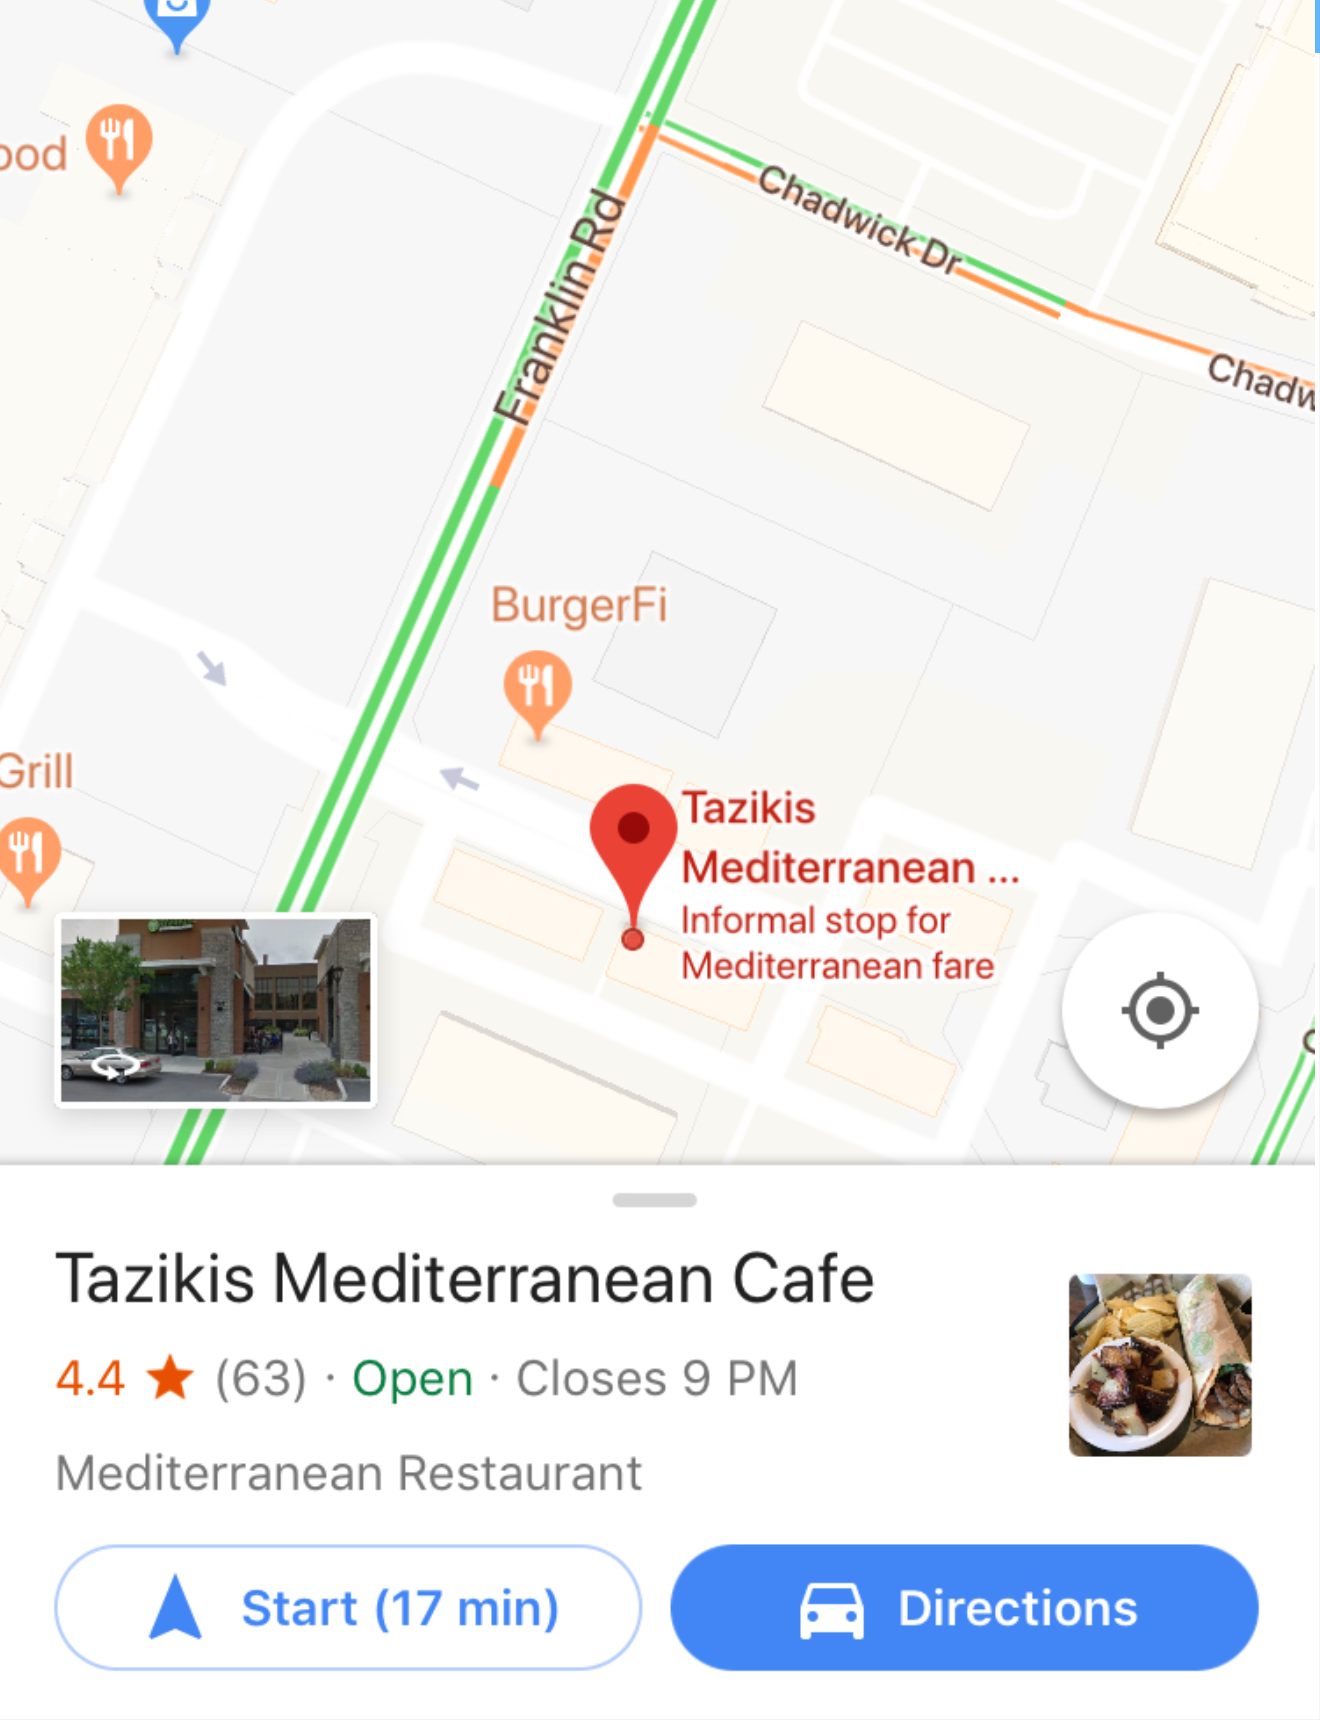 ood
Chadwick Dr
Franklin Rd
Chadw
BurgerFi
Grill
Tazikis
Mediterranean ...
Informal stop for
Mediterranean fare
Tazikis Mediterranean Cafe
4.4 ★ (63) · Open · Closes 9 PM
Mediterranean Restaurant
Start (17 min)
Directions